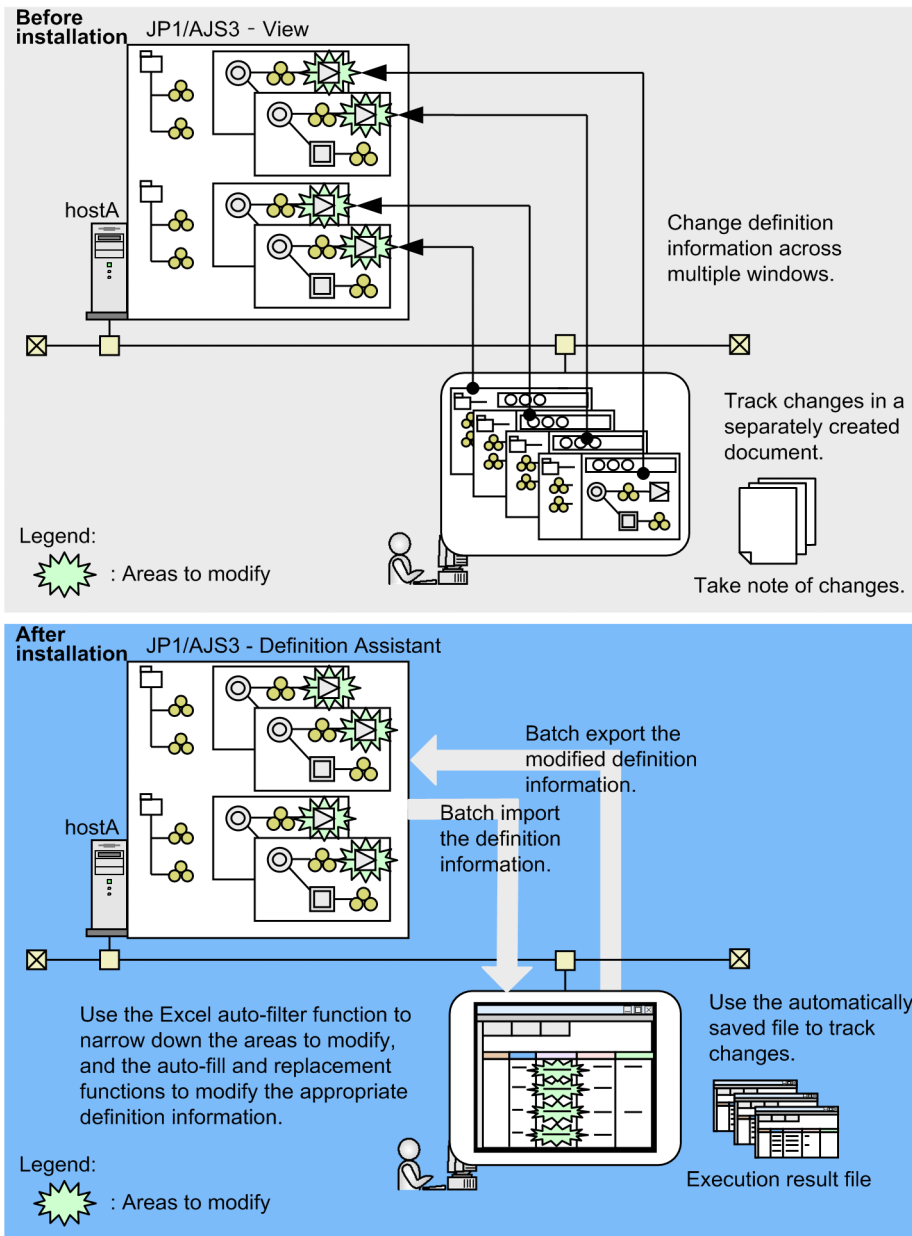 Before
installation
JP1/AJS3 - View
hostA
Change definition
information across
multiple windows.
Track changes in a
separately created
document.
Legend:
: Areas to modify
Take note of changes.
After
installation
JP1/AJS3 - Definition Assistant
Batch export the
modified definition
information.
Batch import
the definition
information.
hostA
Use the Excel auto-filter function to
narrow down the areas to modify,
and the auto-fill and replacement
functions to modify the appropriate
definition information.
Use the automatically
saved file to track
changes.
Legend:
: Areas to modify
Execution result file